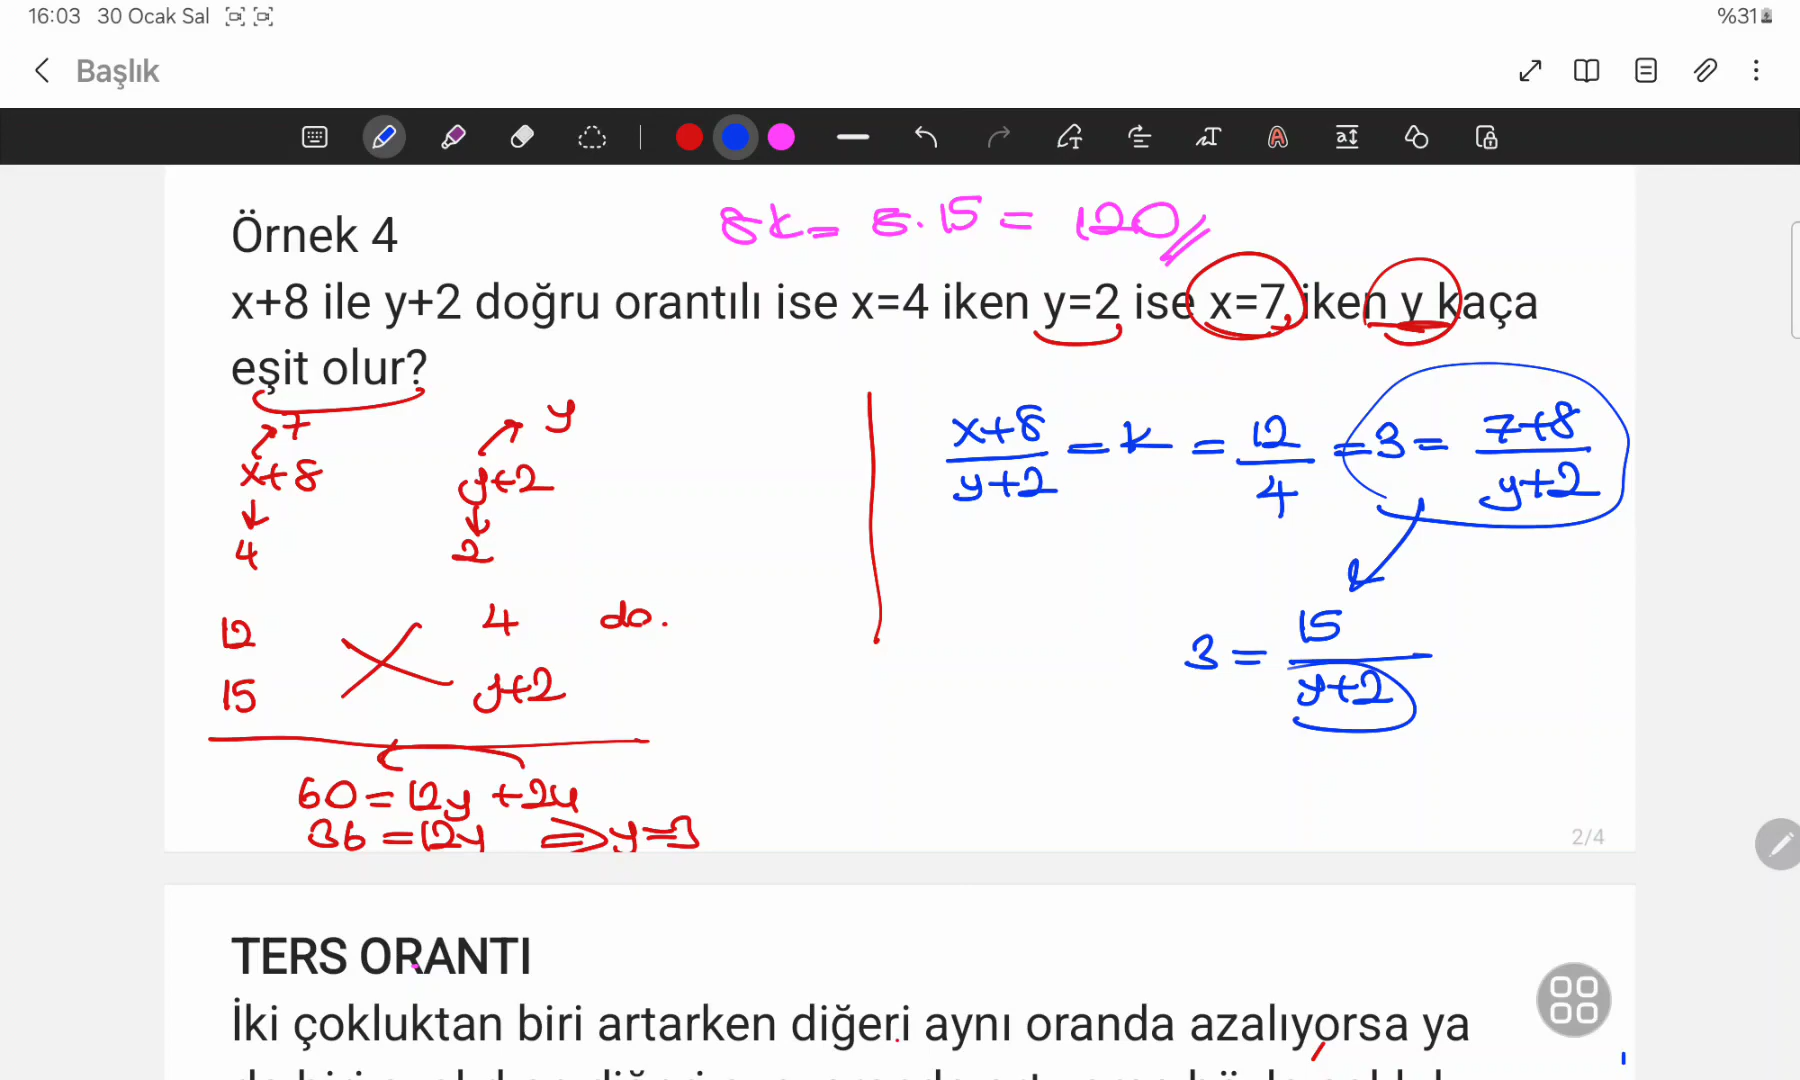 16:03 30 Ocak Sal
%31
Başlık
8k = 8.15 = 120
Örnek 4
x+8 ile y+2 doğru orantılı ise x=4 iken y=2 ise x=7, iken y kaça
eşit olur?
7 y
x+8 y+2
4 2
12 4 do.
15 y+2
60=12y +24
36 =12y ⇒ y=3
x+8/y+2 = k = 12/4 = 3 = 7+8/y+2
3 = 15/y+2
2/4
TERS ORANTI
İki çokluktan biri artarken diğeri aynı oranda azalıyorsa ya